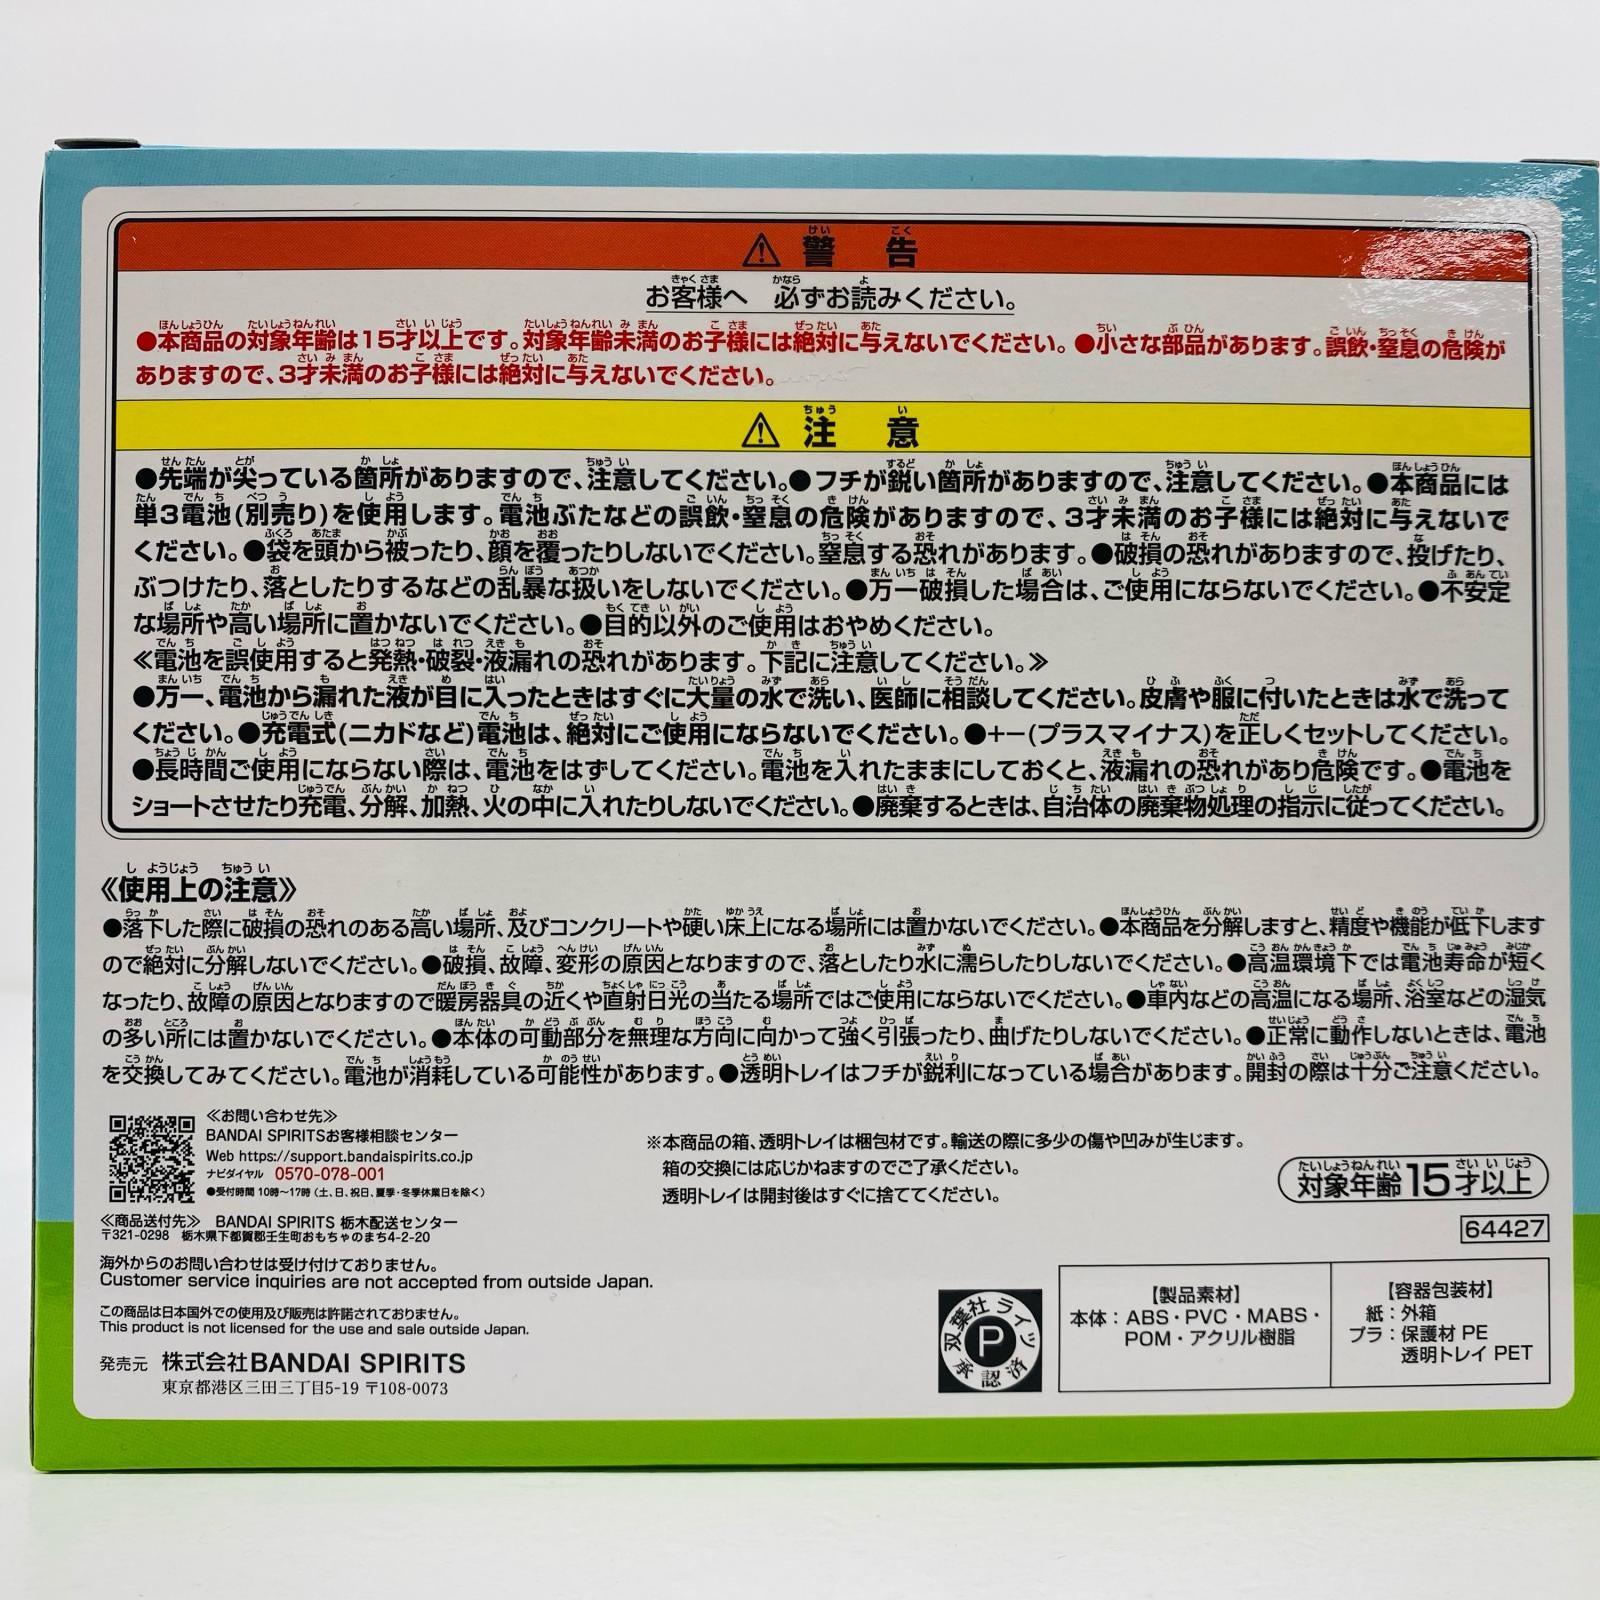 ⚠ 警告
お客様へ 必ずお読みください。
●本商品の対象年齢は15才以上です。対象年齢未満のお子様には絶対に与えないでください。●小さな部品があります。誤飲・窒息の危険が
ありますので、3才未満のお子様には絶対に与えないでください。
⚠ 注意
●先端が尖っている箇所がありますので、注意してください。●フチが鋭い箇所がありますので、注意してください。●本商品には
単3電池(別売り)を使用します。電池ぶたなどの誤飲・窒息の危険がありますので、3才未満のお子様には絶対に与えないで
ください。●袋を頭から被ったり、顔を覆ったりしないでください。窒息する恐れがあります。●破損の恐れがありますので、投げたり、
ぶつけたり、落としたりするなどの乱暴な扱いをしないでください。●万一破損した場合は、ご使用にならないでください。●不安定
な場所や高い場所に置かないでください。●目的以外のご使用はおやめください。
≪電池を誤使用すると発熱・破裂・液漏れの恐れがあります。下記に注意してください。≫
●万一、電池から漏れた液が目に入ったときはすぐに大量の水で洗い、医師に相談してください。皮膚や服に付いたときは水で洗って
ください。●充電式(ニカドなど)電池は、絶対にご使用にならないでください。●+-(プラスマイナス)を正しくセットしてください。
●長時間ご使用にならない際は、電池をはずしてください。電池を入れたままにしておくと、液漏れの恐れがあり危険です。●電池を
ショートさせたり充電、分解、加熱、火の中に入れたりしないでください。●廃棄するときは、自治体の廃棄物処理の指示に従ってください。
≪使用上の注意≫
●落下した際に破損の恐れのある高い場所、及びコンクリートや硬い床上になる場所には置かないでください。●本商品を分解しますと、精度や機能が低下します
ので絶対に分解しないでください。●破損、故障、変形の原因となりますので、落としたり水に濡らしたりしないでください。●高温環境下では電池寿命が短く
なったり、故障の原因となりますので暖房器具の近くや直射日光の当たる場所ではご使用にならないでください。●車内などの高温になる場所、浴室などの湿気
の多い所には置かないでください。●本体の可動部分を無理な方向に向かって強く引張ったり、曲げたりしないでください。●正常に動作しないときは、電池
を交換してみてください。電池が消耗している可能性があります。●透明トレイはフチが鋭利になっている場合があります。開封の際は十分ご注意ください。
≪お問い合わせ先≫
BANDAI SPIRITSお客様相談センター
Web https://support.bandaispirits.co.jp
ナビダイヤル 0570-078-001
●受付時間 10時～17時(土、日、祝日、夏季・冬季休業日を除く)
≪商品送付先≫ BANDAI SPIRITS 栃木配送センター
〒321-0298 栃木県下都賀郡壬生町おもちゃのまち4-2-20
海外からのお問い合わせは受け付けておりません。
Customer service inquiries are not accepted from outside Japan.
この商品は日本国外での使用及び販売は許諾されておりません。
This product is not licensed for the use and sale outside Japan.
発売元 株式会社BANDAI SPIRITS
東京都港区三田三丁目5-19 〒108-0073
※本商品の箱、透明トレイは梱包材です。輸送の際に多少の傷や凹みが生じます。
箱の交換には応じかねますのでご了承ください。
透明トレイは開封後はすぐに捨ててください。
対象年齢15才以上
64427
双葉社ライツ
P
承認済
【製品素材】
本体：ABS・PVC・MABS・
POM・アクリル樹脂
【容器包装材】
紙：外箱
プラ：保護材 PE
透明トレイ PET